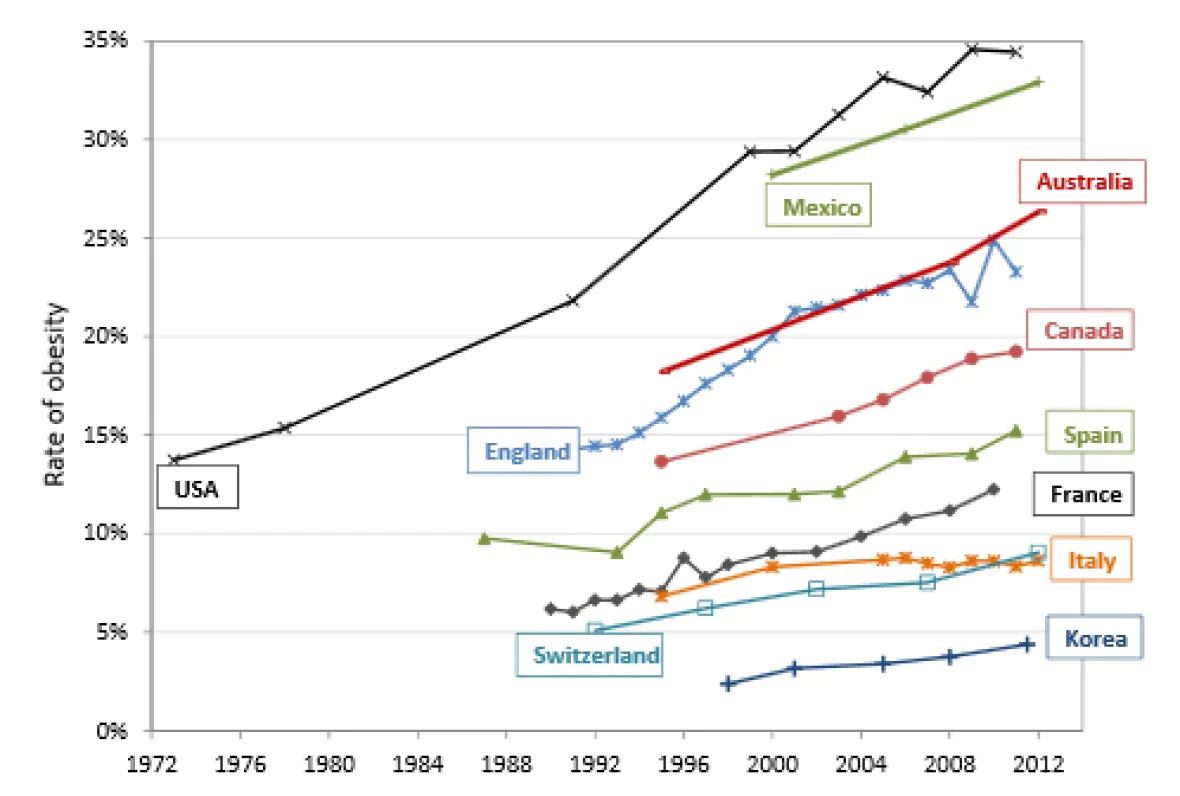 35%
30%
25%
20%
15%
10%
5%
0%
Rate of obesity
Australia
Mexico
Canada
Spain
England
USA
France
Italy
Switzerland
Korea
1972 1976 1980 1984 1988 1992 1996 2000 2004 2008 2012